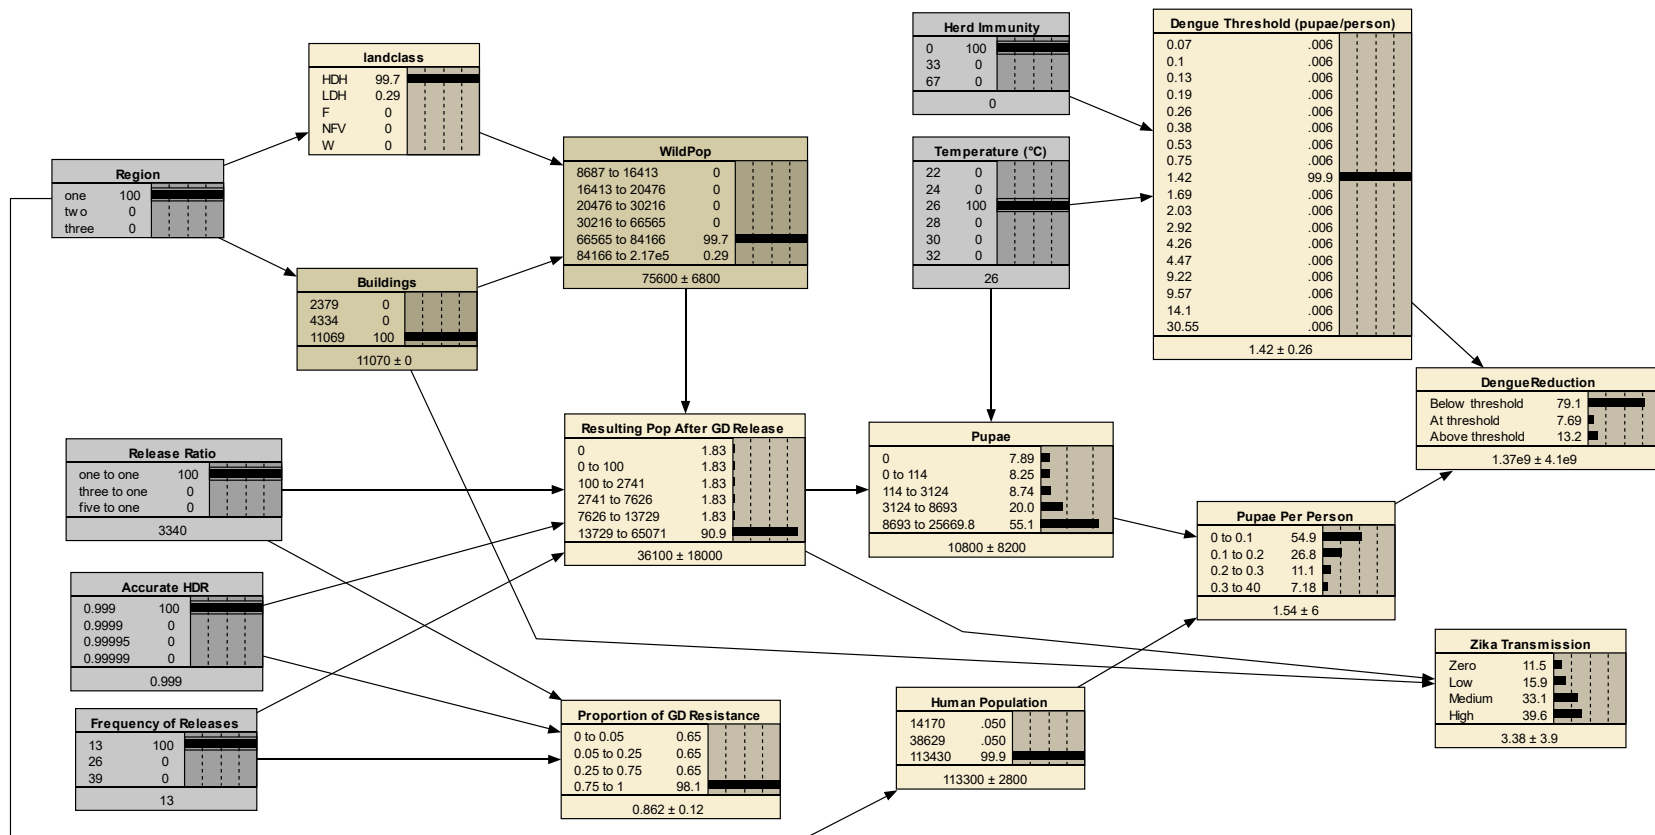 Herd Immunity
0 100
33 0
67 0
0
Dengue Threshold (pupae/person)
0.07 .006
0.1 .006
0.13 .006
0.19 .006
0.26 .006
0.38 .006
0.53 .006
0.75 .006
1.42 99.9
1.69 .006
2.03 .006
2.92 .006
4.26 .006
4.47 .006
9.22 .006
9.57 .006
14.1 .006
30.55 .006
1.42 ± 0.26
landclass
HDH 99.7
LDH 0.29
F 0
NFV 0
W 0
Region
one 100
two 0
three 0
WildPop
8687 to 16413 0
16413 to 20476 0
20476 to 30216 0
30216 to 66565 0
66565 to 84166 99.7
84166 to 2.17e5 0.29
75600 ± 6800
Temperature (°C)
22 0
24 0
26 100
28 0
30 0
32 0
26
Buildings
2379 0
4334 0
11069 100
11070 ± 0
DengueReduction
Below threshold 79.1
At threshold 7.69
Above threshold 13.2
1.37e9 ± 4.1e9
Release Ratio
one to one 100
three to one 0
five to one 0
3340
Resulting Pop After GD Release
0 1.83
0 to 100 1.83
100 to 2741 1.83
2741 to 7626 1.83
7626 to 13729 1.83
13729 to 65071 90.9
36100 ± 18000
Pupae
0 7.89
0 to 114 8.25
114 to 3124 8.74
3124 to 8693 20.0
8693 to 25669.8 55.1
10800 ± 8200
Pupae Per Person
0 to 0.1 54.9
0.1 to 0.2 26.8
0.2 to 0.3 11.1
0.3 to 40 7.18
1.54 ± 6
Accurate HDR
0.999 100
0.9999 0
0.99995 0
0.99999 0
0.999
Zika Transmission
Zero 11.5
Low 15.9
Medium 33.1
High 39.6
3.38 ± 3.9
Frequency of Releases
13 100
26 0
39 0
13
Proportion of GD Resistance
0 to 0.05 0.65
0.05 to 0.25 0.65
0.25 to 0.75 0.65
0.75 to 1 98.1
0.862 ± 0.12
Human Population
14170 .050
38629 .050
113430 99.9
113300 ± 2800